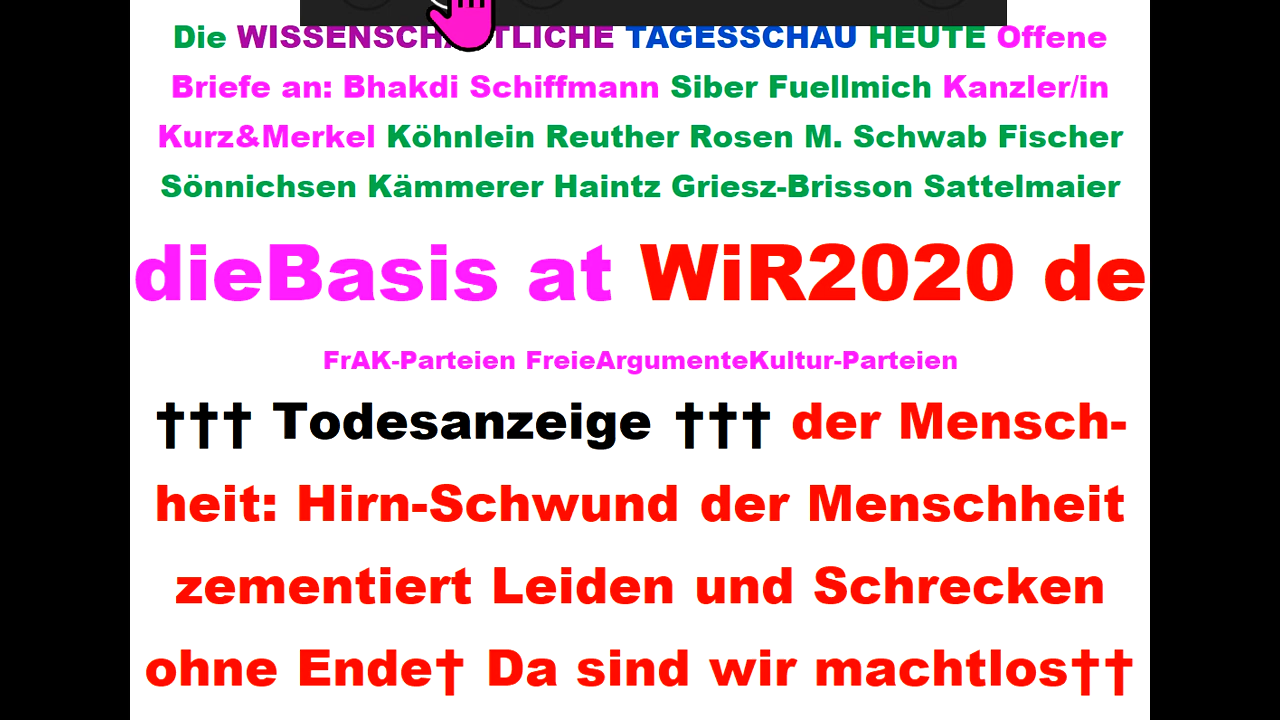 Die WISSENSCHAFTLICHE TAGESSCHAU HEUTE Offene
Briefe an: Bhakdi Schiffmann Siber Fuellmich Kanzler/in
Kurz&Merkel Köhnlein Reuther Rosen M. Schwab Fischer
Sönnichsen Kämmerer Haintz Griesz-Brisson Sattelmaier
dieBasis at WiR2020 de
FrAK-Parteien FreieArgumenteKultur-Parteien
††† Todesanzeige ††† der Mensch-
heit: Hirn-Schwund der Menschheit
zementiert Leiden und Schrecken
ohne Ende† Da sind wir machtlos††